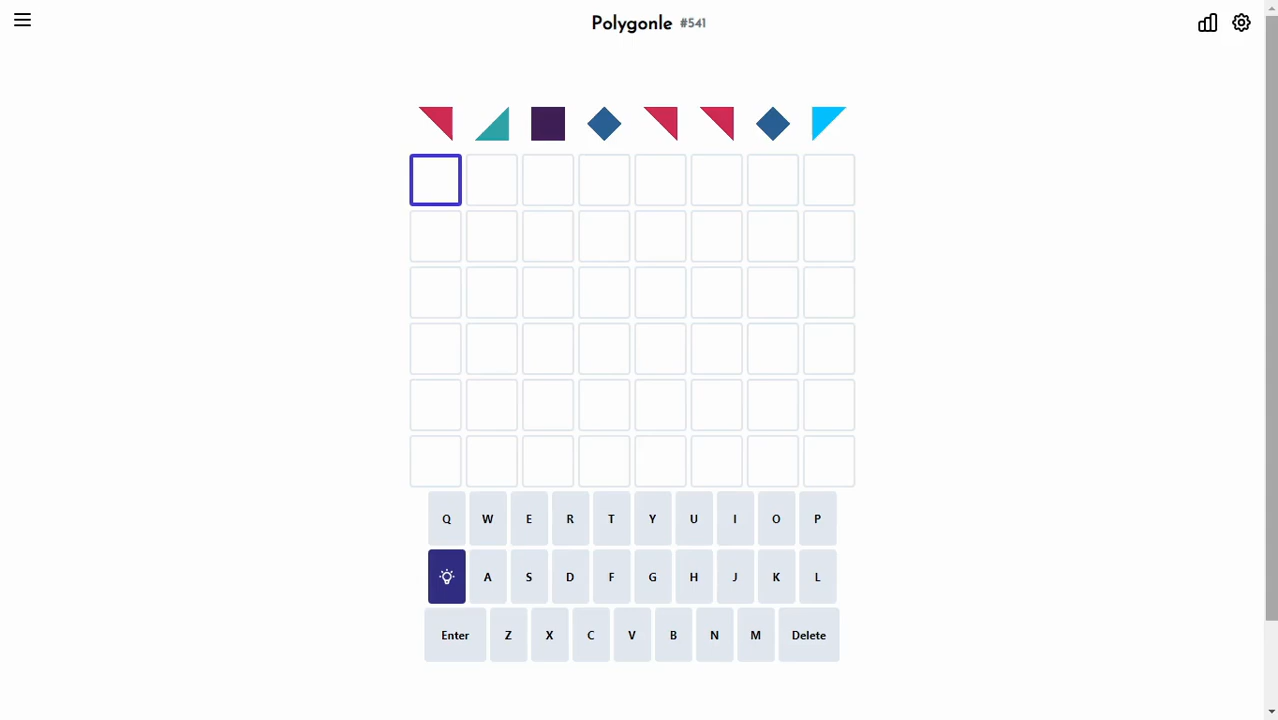 Polygonle #541
Q W E R T Y U I O P
A S D F G H J K L
Enter Z X C V B N M Delete